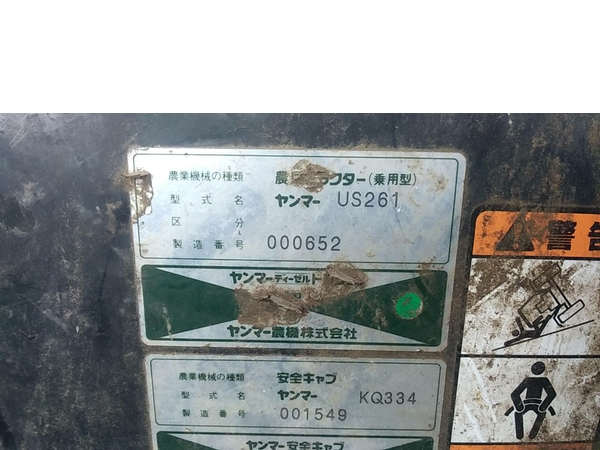 農業機械の種類 農 ラクター(乗用型)
型式名 ヤンマー US261
区分
製造番号 000652
ヤンマーディーゼルト
ヤンマー農機株式会社
農業機械の種類 安全キャブ
型式名 ヤンマー KQ334
製造番号 001549
ヤンマー安全キャブ
警告